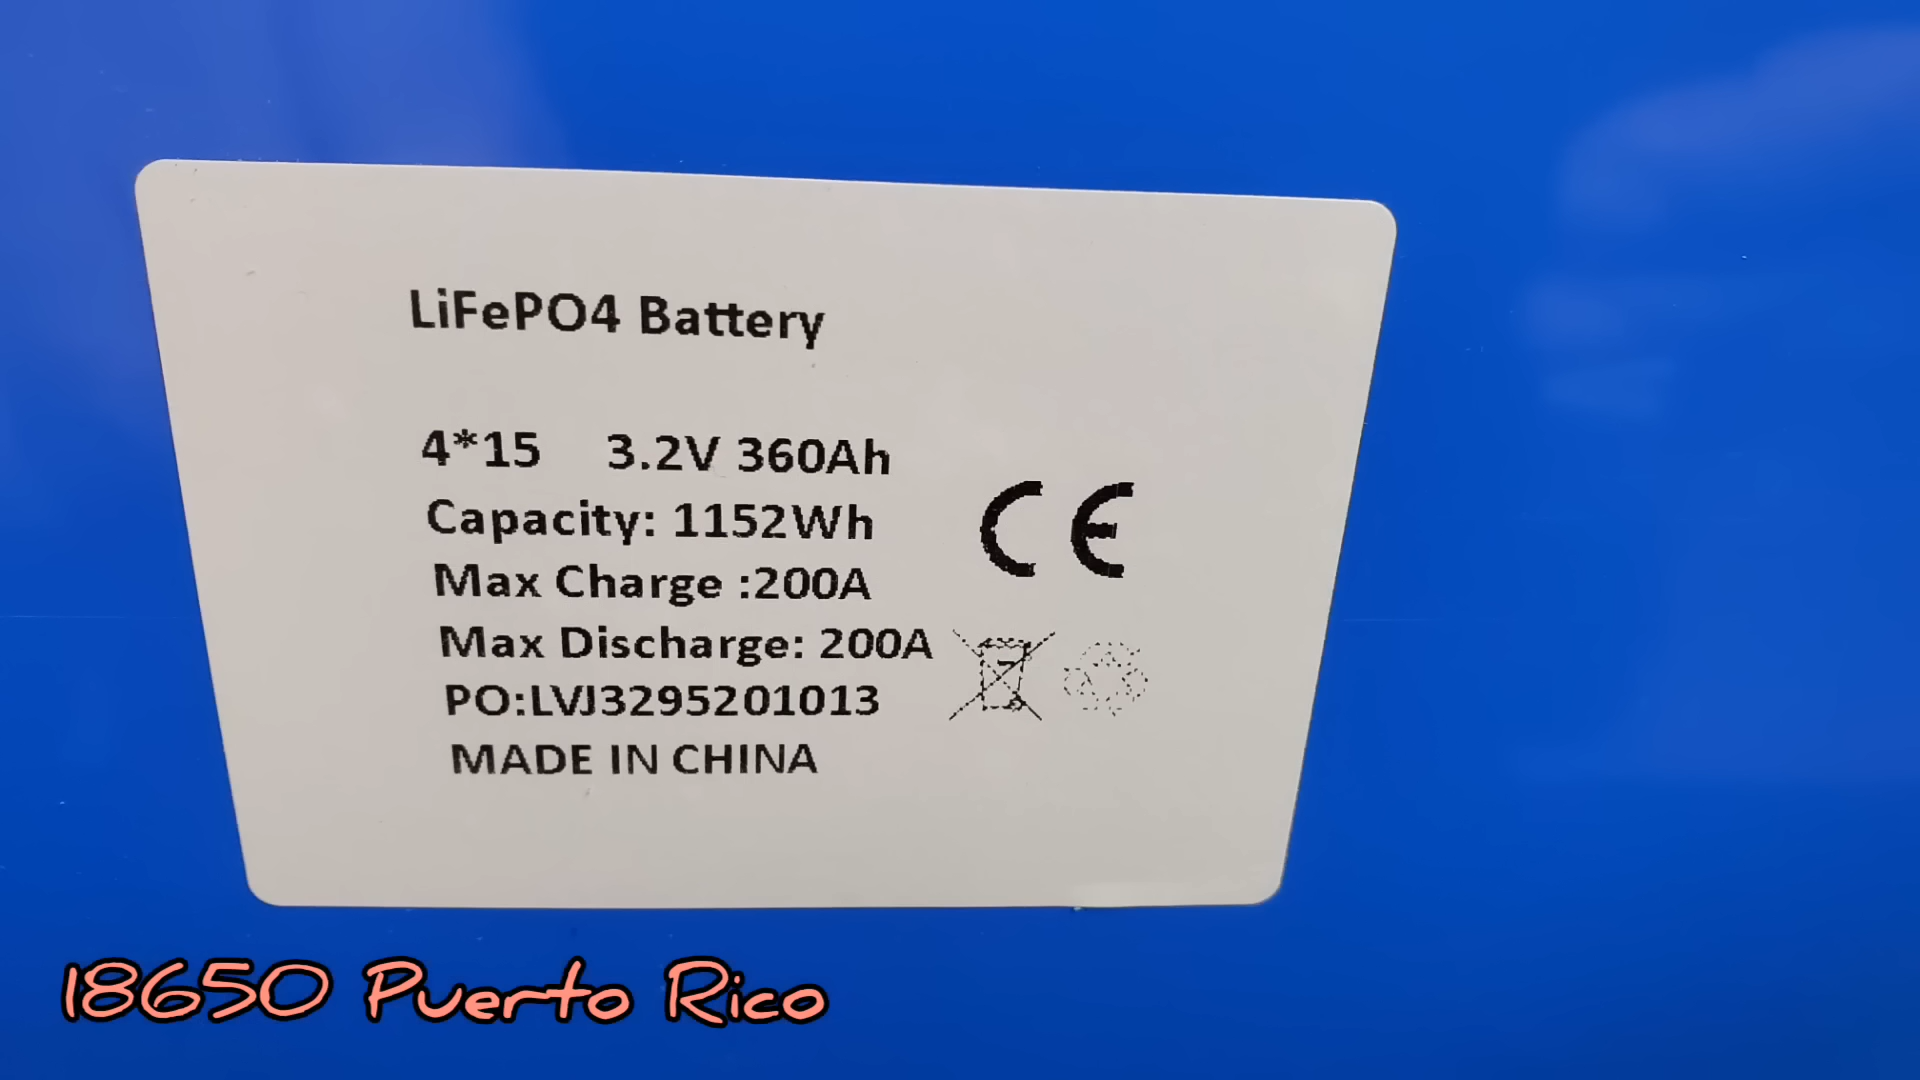 LiFePO4 Battery
4*15 3.2V 360Ah
Capacity: 1152Wh
Max Charge :200A
Max Discharge: 200A
PO:LVJ3295201013
MADE IN CHINA
CE
18650 Puerto Rico